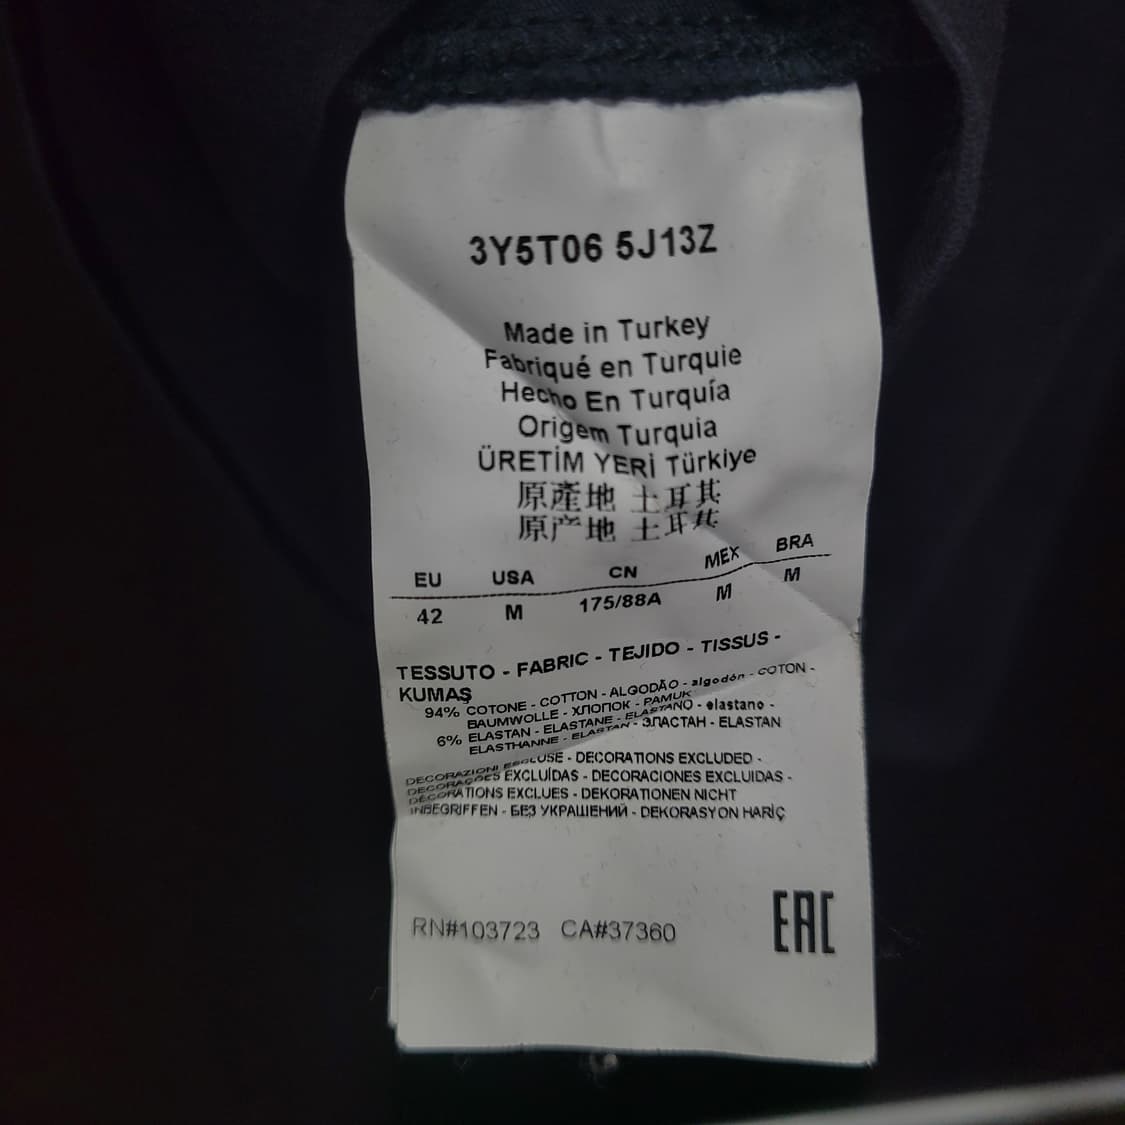 3Y5T06 5J13Z
Made in Turkey
Fabriqué en Turquie
Hecho En Turquía
Origem Turquia
ÜRETİM YERİ Türkiye
原產地 土耳其
原产地 土耳其
EU USA CN MEX BRA
42 M 175/88A M M
TESSUTO - FABRIC - TEJIDO - TISSUS -
KUMAŞ
94% COTONE - COTTON - ALGODÃO - algodón - COTON -
BAUMWOLLE - ХЛОПОК - PAMUK
6% ELASTAN - ELASTANE - ELASTANO - elastano -
ELASTHANNE - ELASTAN - ЭЛАСТАН - ELASTAN
DECORAZIONI ESCLUSE - DECORATIONS EXCLUDED -
DECORAÇÕES EXCLUÍDAS - DECORACIONES EXCLUIDAS -
DÉCORATIONS EXCLUES - DEKORATIONEN NICHT
INBEGRIFFEN - БЕЗ УКРАШЕНИЙ - DEKORASYON HARİÇ
RN#103723 CA#37360
EAC